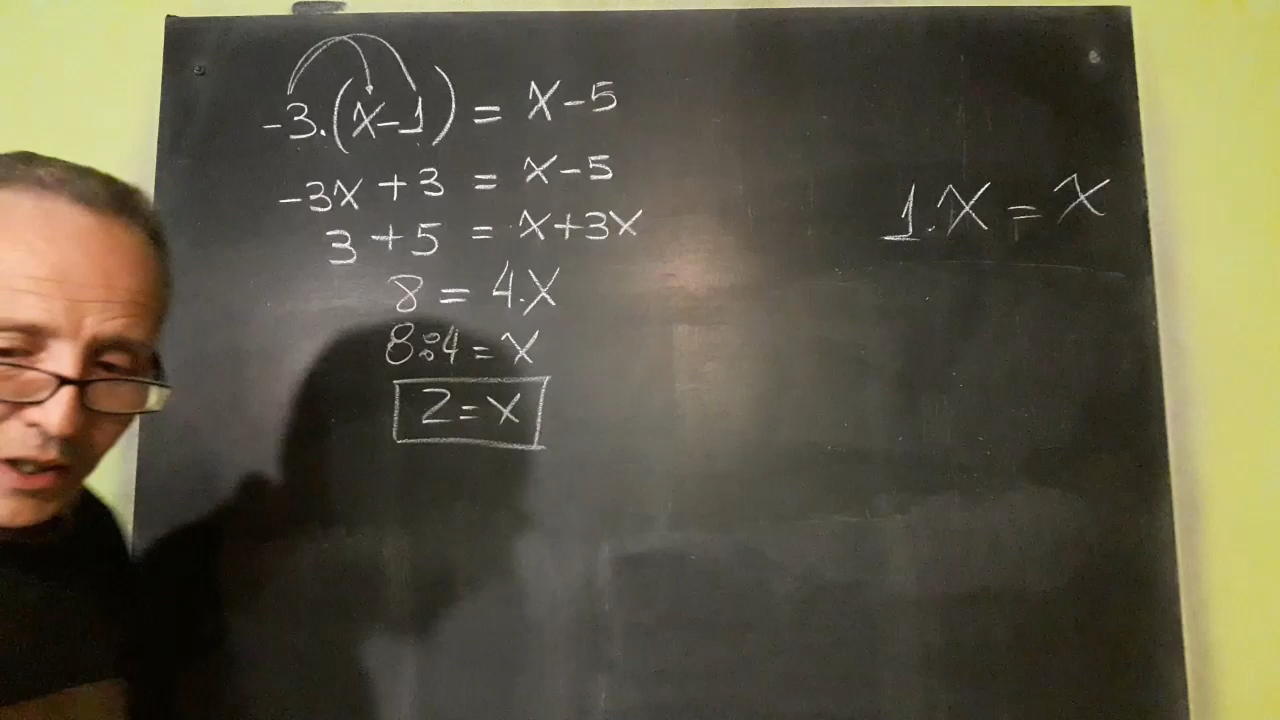 -3.(x-1) = x-5
-3x+3 = x-5
3+5 = x+3x
8 = 4.x
8:4 = x
2=x
1.x = x